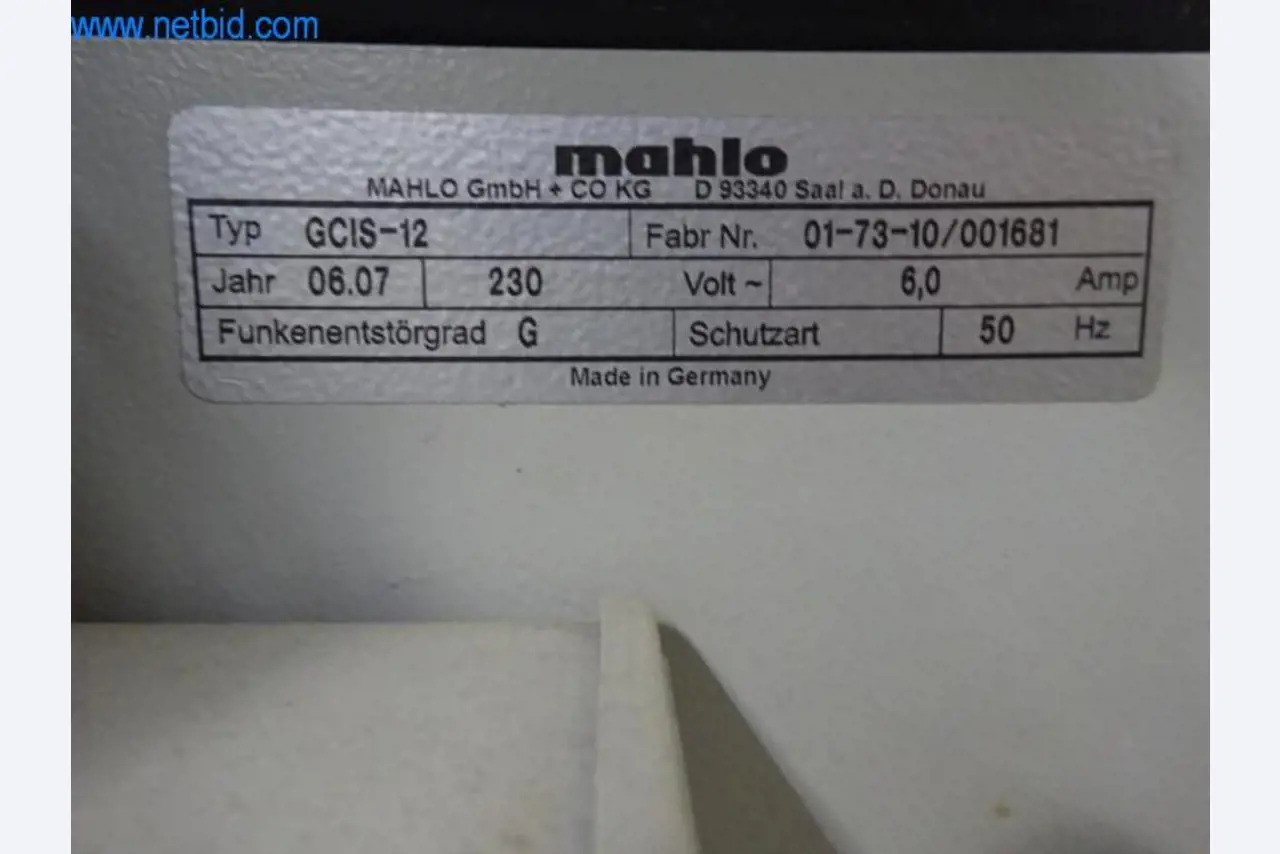 www.netbid.com
mahlo
MAHLO GmbH + CO KG D 93340 Saal a. D. Donau
Typ GCIS-12 Fabr Nr. 01-73-10/001681
Jahr 06.07 230 Volt ~ 6,0 Amp
Funkenentstörgrad G Schutzart 50 Hz
Made in Germany